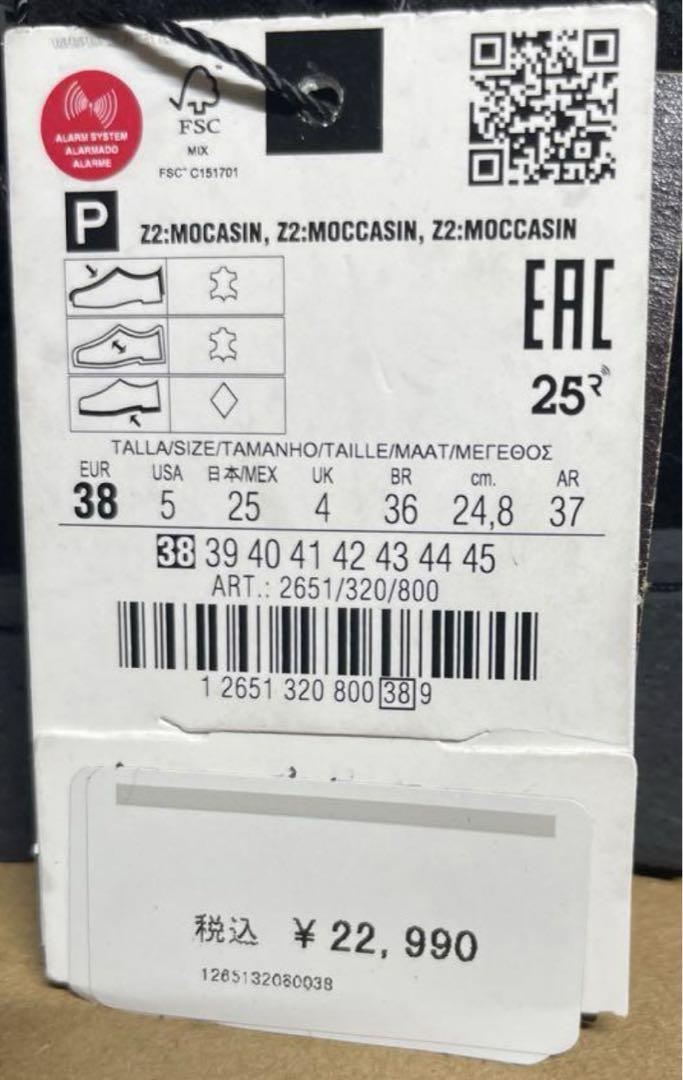 ALARM SYSTEM
ALARMADO
ALARME
FSC™
MIX
FSC™ C151701
P
Z2:MOCASIN, Z2:MOCCASIN, Z2:MOCCASIN
EAC
25
TALLA/SIZE/TAMANHO/TAILLE/MAAT/ΜΕΓΕΘΟΣ
EUR USA 日本/MEX UK BR cm. AR
38 5 25 4 36 24,8 37
38 39 40 41 42 43 44 45
ART.: 2651/320/800
1 2651 320 800 38 9
税込 ¥ 22,990
1265132080038